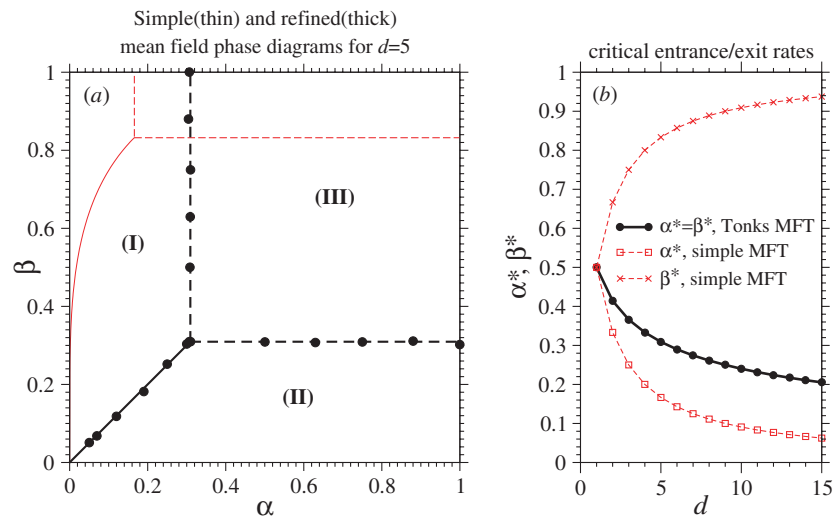 Simple(thin) and refined(thick)
mean field phase diagrams for d=5
critical entrance/exit rates
(a)
1
0.8
0.6
0.4
0.2
0
β
(I)
(III)
(II)
0
0.2
0.4
0.6
0.8
1
α
(b)
1
0.9
0.8
0.7
0.6
0.5
0.4
0.3
0.2
0.1
0
α*, β*
α*=β*, Tonks MFT
α*, simple MFT
β*, simple MFT
0
5
10
15
d